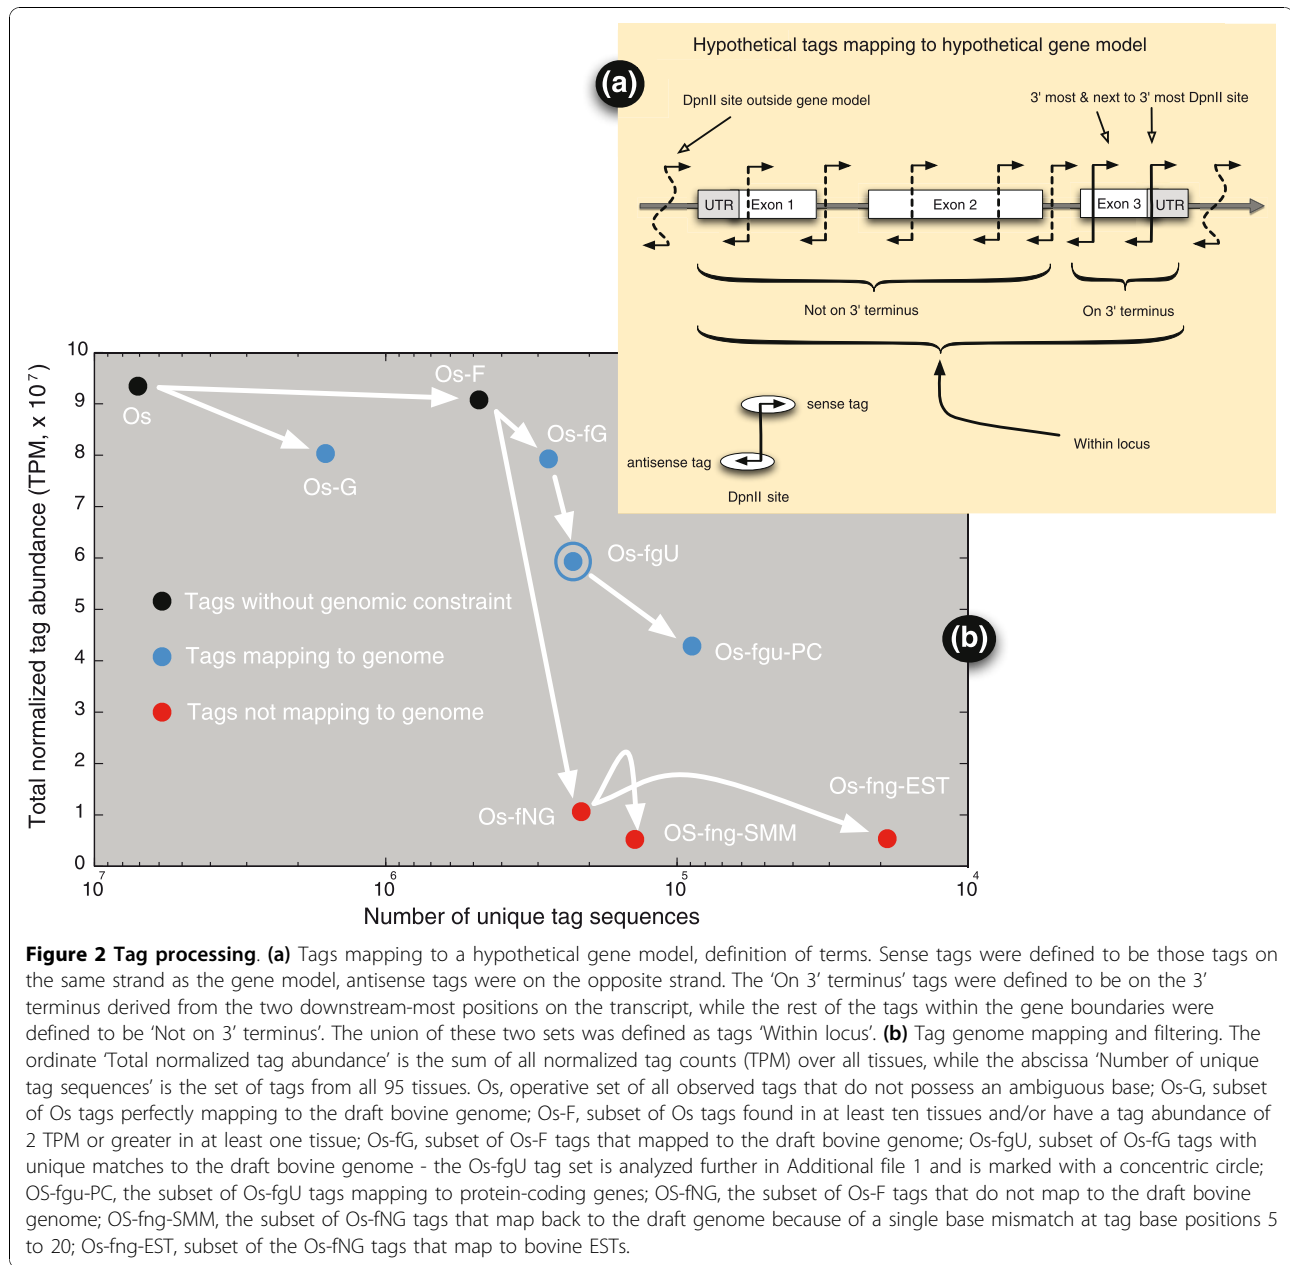 Hypothetical tags mapping to hypothetical gene model
(a)
DpnII site outside gene model
3' most & next to 3' most DpnII site
UTR
Exon 1
Exon 2
Exon 3
UTR
Not on 3' terminus
On 3' terminus
Within locus
sense tag
antisense tag
DpnII site
(b)
Total normalized tag abundance (TPM, x 10⁷)
10
9
8
7
6
5
4
3
2
1
0
Os
Os-F
Os-G
Os-fG
Os-fgU
Os-fgu-PC
Tags without genomic constraint
Tags mapping to genome
Tags not mapping to genome
Os-fNG
OS-fng-SMM
Os-fng-EST
10⁷
10⁶
10⁵
10⁴
Number of unique tag sequences
Figure 2 Tag processing. (a) Tags mapping to a hypothetical gene model, definition of terms. Sense tags were defined to be those tags on
the same strand as the gene model, antisense tags were on the opposite strand. The ‘On 3’ terminus’ tags were defined to be on the 3’
terminus derived from the two downstream-most positions on the transcript, while the rest of the tags within the gene boundaries were
defined to be ‘Not on 3’ terminus’. The union of these two sets was defined as tags ‘Within locus’. (b) Tag genome mapping and filtering. The
ordinate ‘Total normalized tag abundance’ is the sum of all normalized tag counts (TPM) over all tissues, while the abscissa ‘Number of unique
tag sequences’ is the set of tags from all 95 tissues. Os, operative set of all observed tags that do not possess an ambiguous base; Os-G, subset
of Os tags perfectly mapping to the draft bovine genome; Os-F, subset of Os tags found in at least ten tissues and/or have a tag abundance of
2 TPM or greater in at least one tissue; Os-fG, subset of Os-F tags that mapped to the draft bovine genome; Os-fgU, subset of Os-fG tags with
unique matches to the draft bovine genome - the Os-fgU tag set is analyzed further in Additional file 1 and is marked with a concentric circle;
OS-fgu-PC, the subset of Os-fgU tags mapping to protein-coding genes; OS-fNG, the subset of Os-F tags that do not map to the draft bovine
genome; OS-fng-SMM, the subset of Os-fNG tags that map back to the draft genome because of a single base mismatch at tag base positions 5
to 20; Os-fng-EST, subset of the Os-fNG tags that map to bovine ESTs.